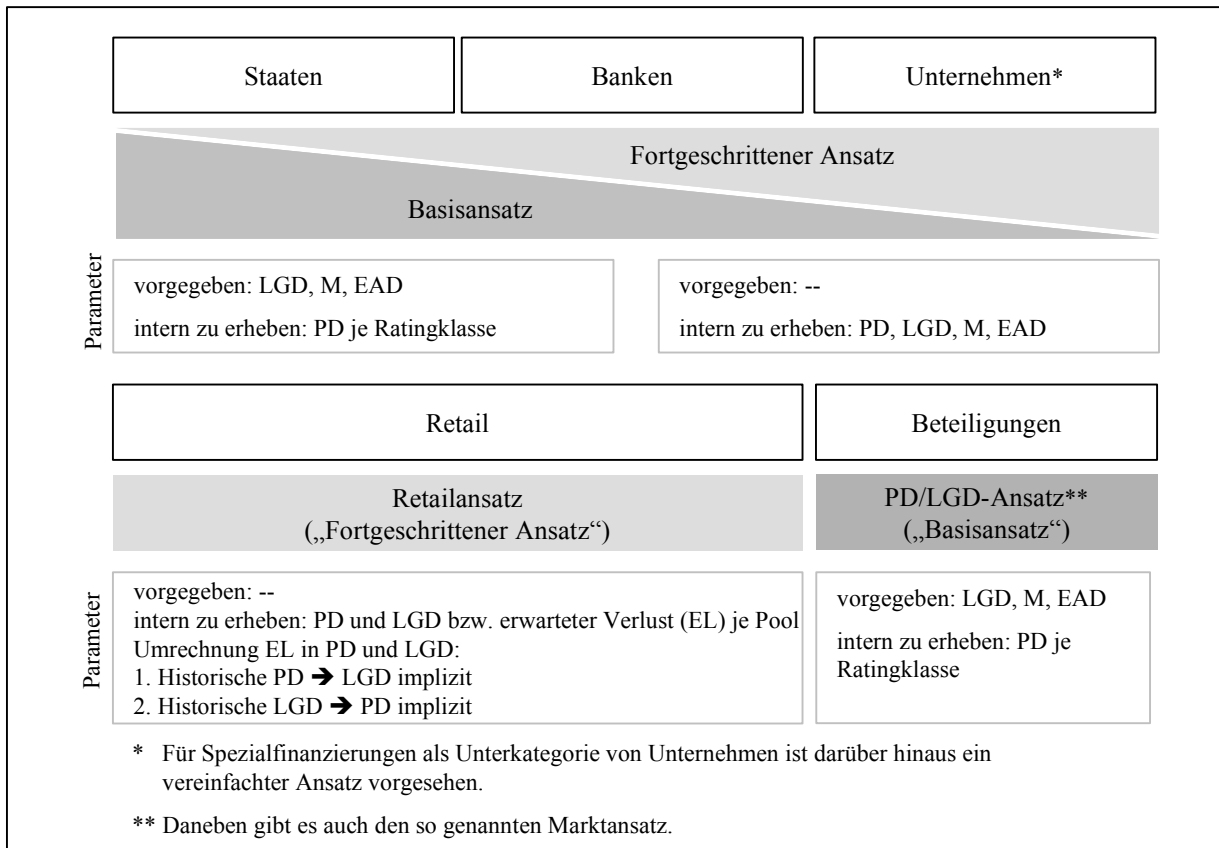 Staaten
Banken
Unternehmen*
Fortgeschrittener Ansatz
Basisansatz
Parameter
vorgegeben: LGD, M, EAD
intern zu erheben: PD je Ratingklasse
vorgegeben: --
intern zu erheben: PD, LGD, M, EAD
Retail
Beteiligungen
Retailansatz
(„Fortgeschrittener Ansatz“)
PD/LGD-Ansatz**
(„Basisansatz“)
Parameter
vorgegeben: --
intern zu erheben: PD und LGD bzw. erwarteter Verlust (EL) je Pool
Umrechnung EL in PD und LGD:
1. Historische PD ➔ LGD implizit
2. Historische LGD ➔ PD implizit
vorgegeben: LGD, M, EAD
intern zu erheben: PD je
Ratingklasse
* Für Spezialfinanzierungen als Unterkategorie von Unternehmen ist darüber hinaus ein
vereinfachter Ansatz vorgesehen.
** Daneben gibt es auch den so genannten Marktansatz.